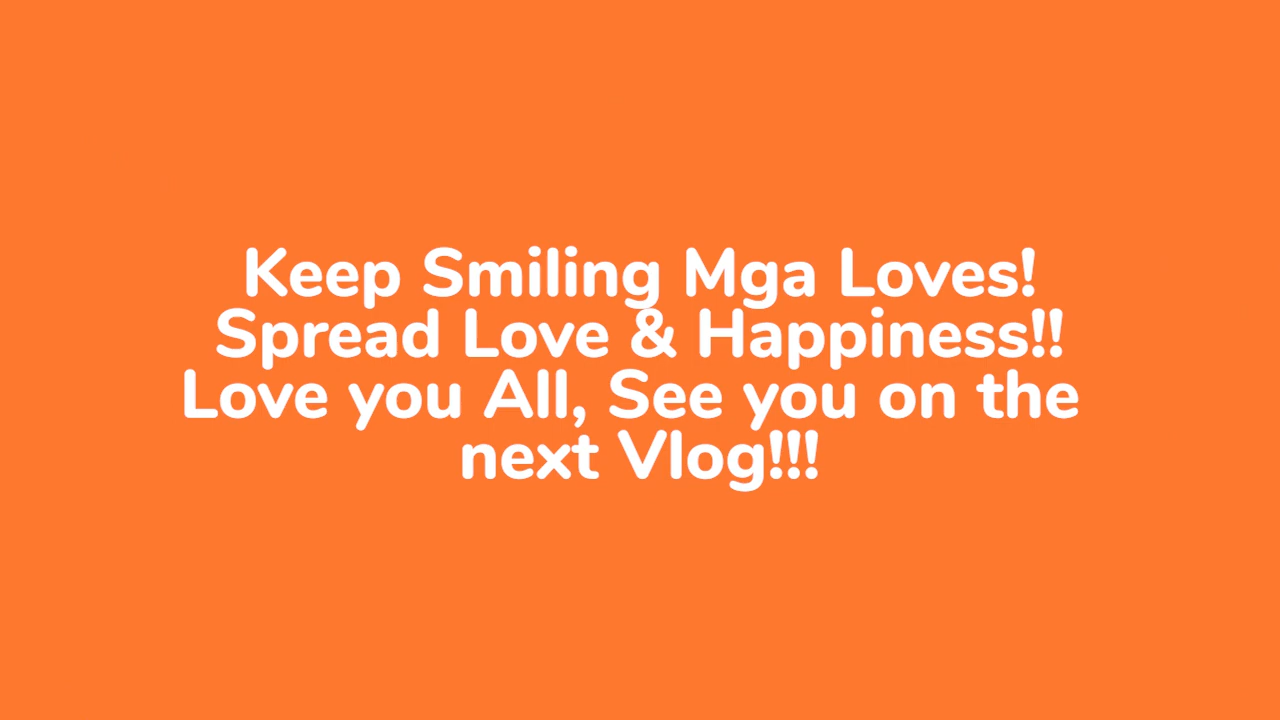 Keep Smiling Mga Loves!
Spread Love & Happiness!!
Love you All, See you on the
next Vlog!!!